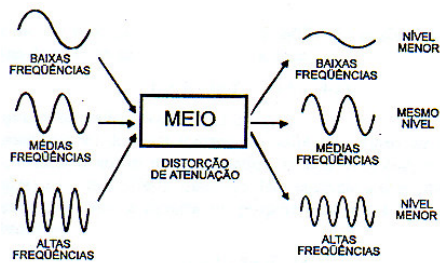 BAIXAS
FREQÜÊNCIAS
MÉDIAS
FREQÜÊNCIAS
ALTAS
FREQÜÊNCIAS
MEIO
DISTORÇÃO
DE ATENUAÇÃO
BAIXAS
FREQÜÊNCIAS
NÍVEL
MENOR
MÉDIAS
FREQÜÊNCIAS
MESMO
NÍVEL
ALTAS
FREQÜÊNCIAS
NÍVEL
MENOR